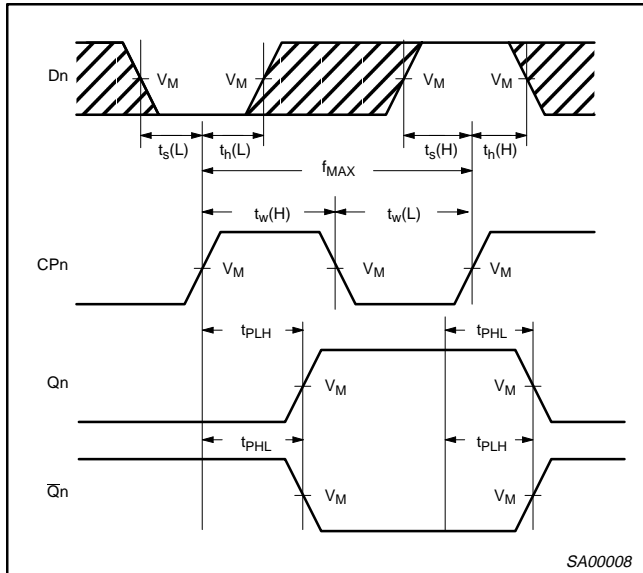 Dn
VM VM VM VM
ts(L) th(L) ts(H) th(H)
fMAX
tw(H) tw(L)
CPn
VM VM VM
tPLH tPHL
Qn
VM VM
tPHL tPLH
Q̅n
VM VM
SA00008